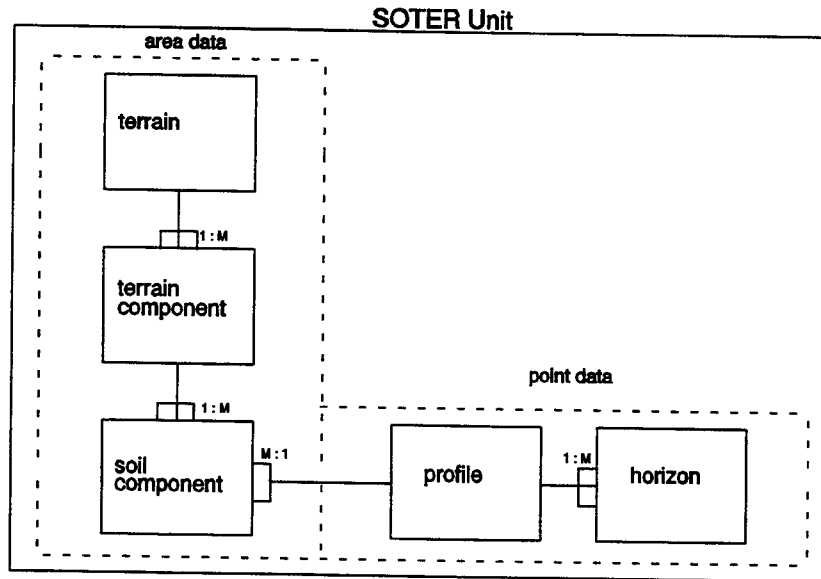 SOTER Unit
area data
terrain
1 : M
terrain
component
1 : M
soil
component
M : 1
point data
profile
1 : M
horizon